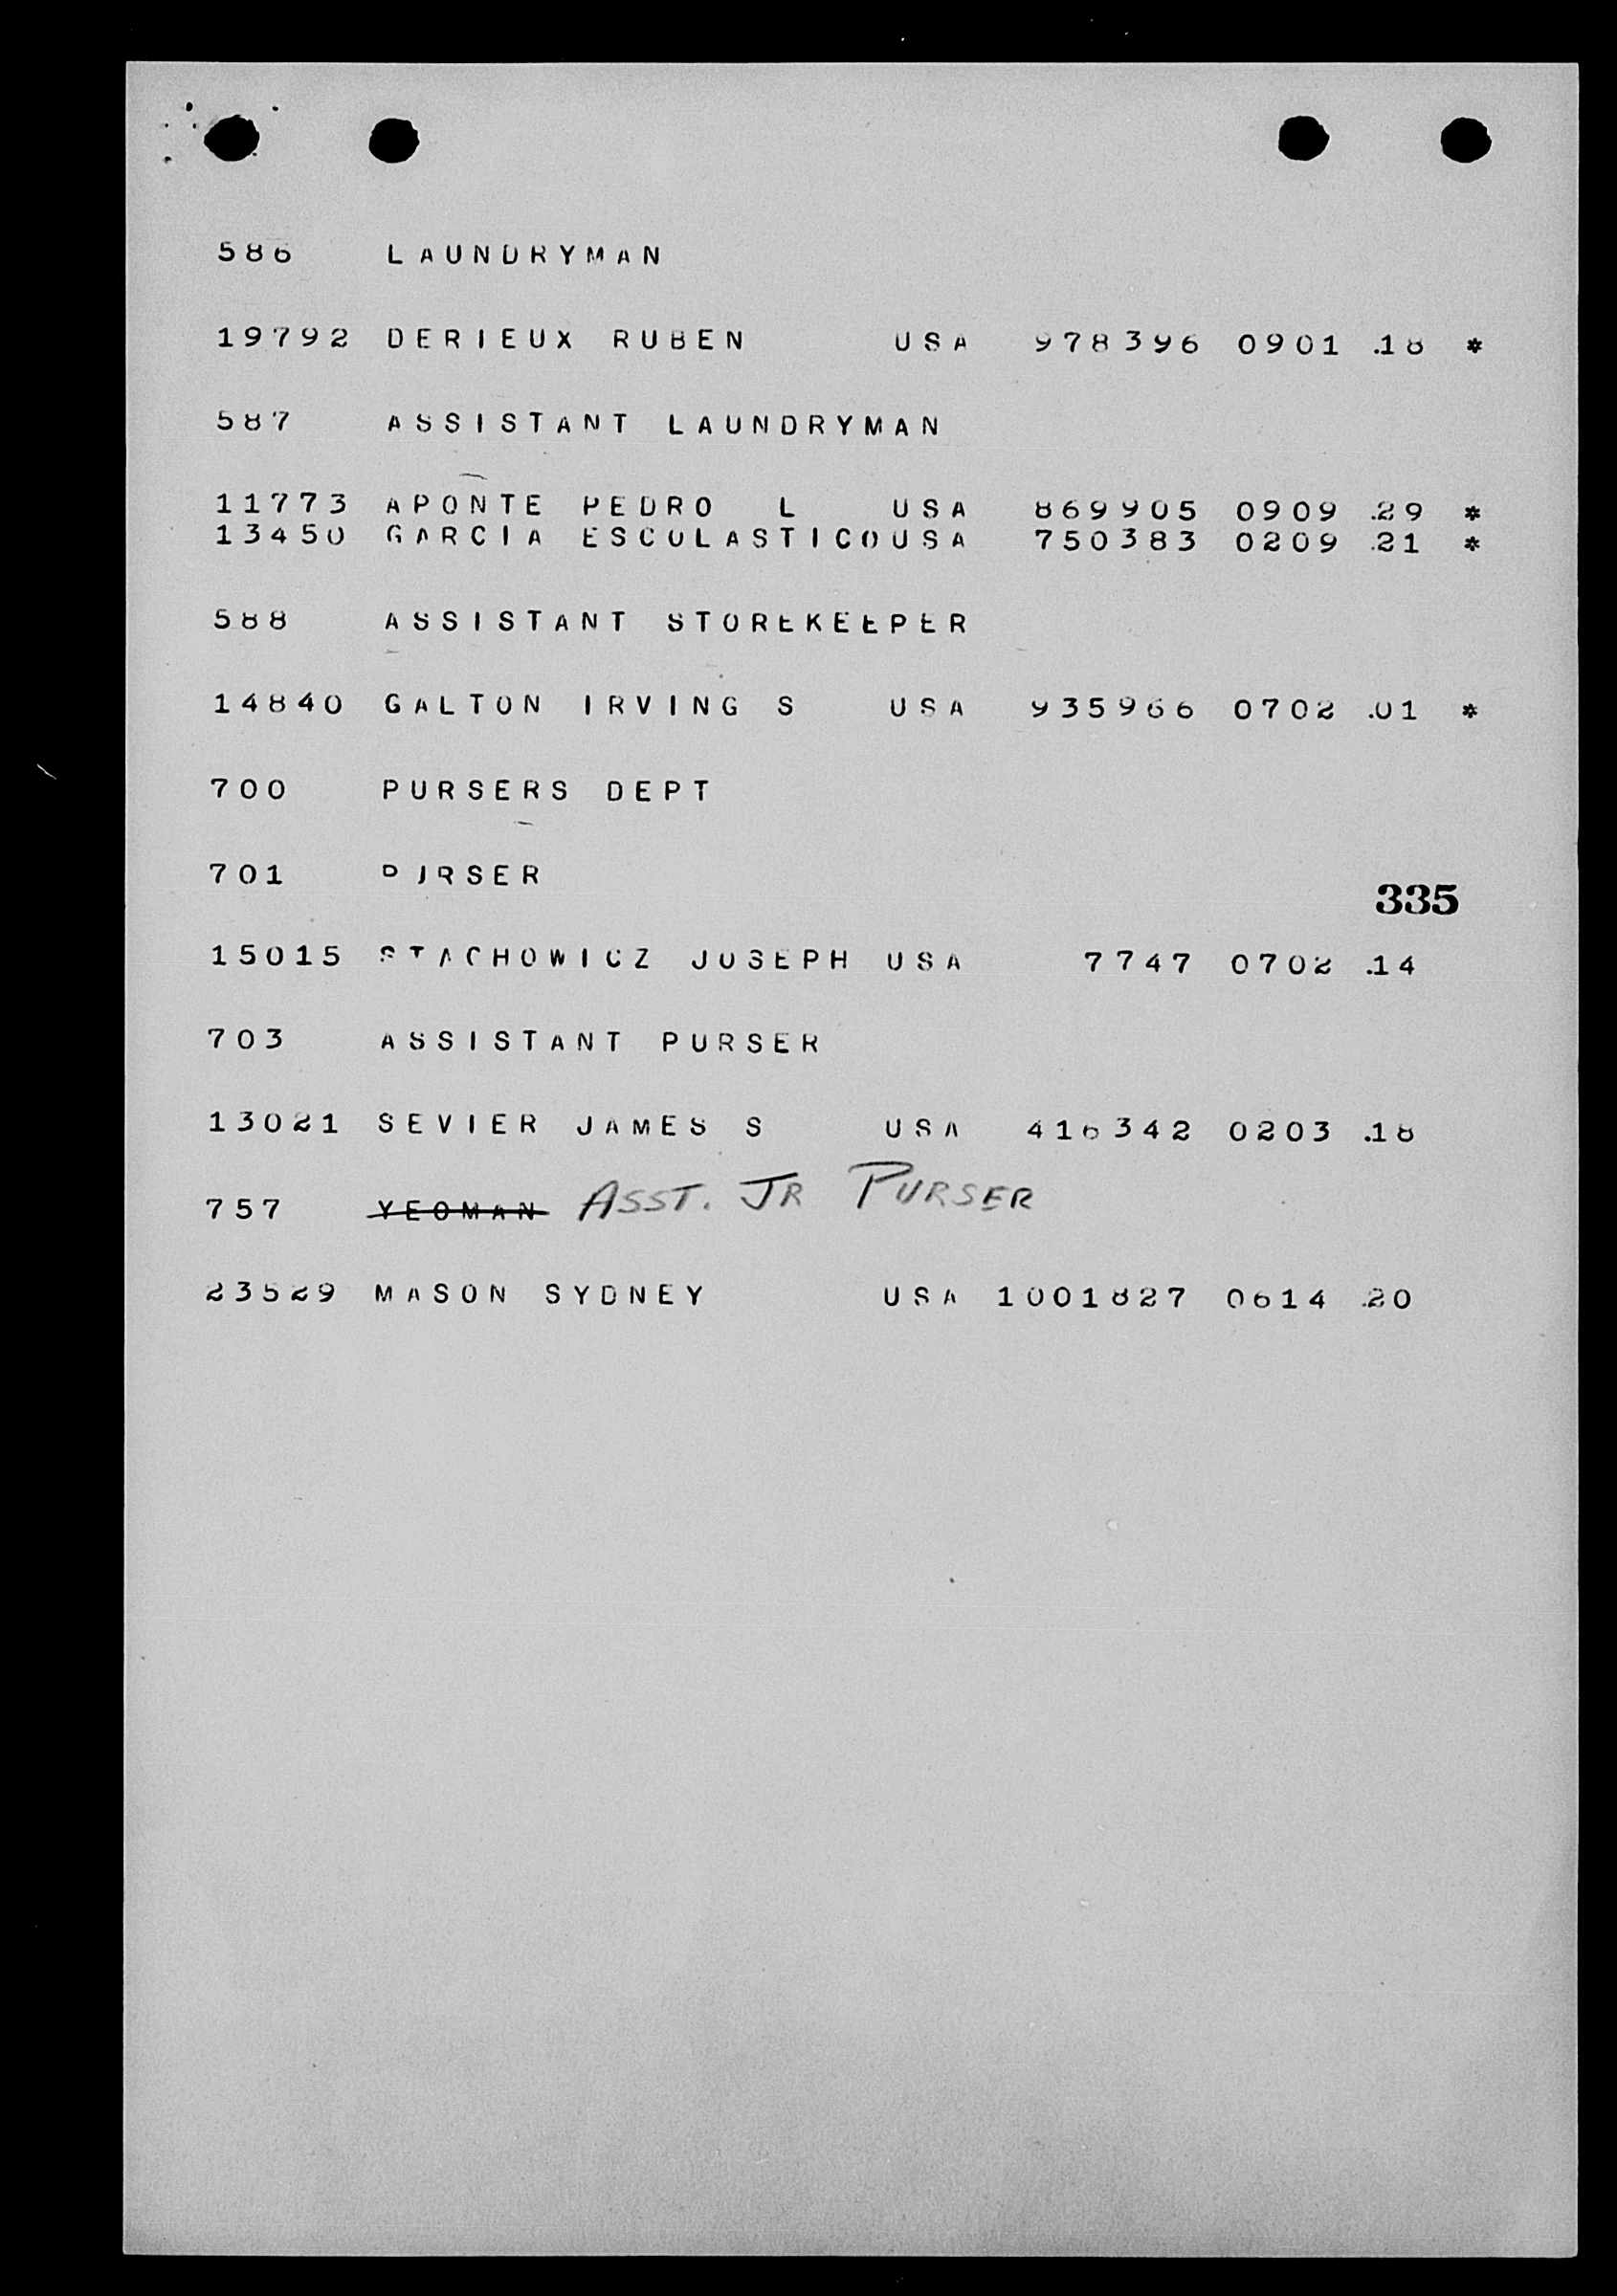 586 LAUNDRYMAN
19792 DERIEUX RUBEN USA 978396 0901 .18 *
587 ASSISTANT LAUNDRYMAN
11773 APONTE PEDRO L USA 869905 0909 .29 *
13450 GARCIA ESCOLASTICOUSA 750383 0209 .21 *
588 ASSISTANT STOREKEEPER
14840 GALTON IRVING S USA 935966 0702 .01 *
700 PURSERS DEPT
701 PURSER
335
15015 STACHOWICZ JOSEPH USA 7747 0702 .14
703 ASSISTANT PURSER
13021 SEVIER JAMES S USA 416342 0203 .18
757 YEOMAN ASST. JR PURSER
23529 MASON SYDNEY USA 1001827 0614 .20